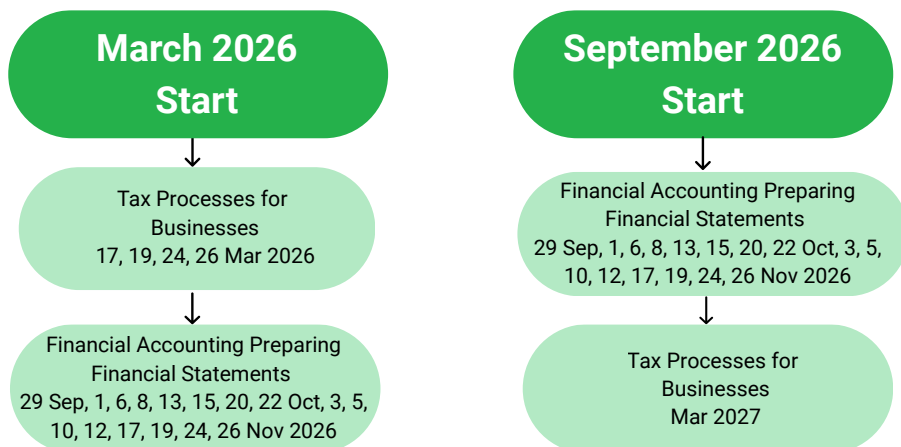 March 2026
Start
Tax Processes for
Businesses
17, 19, 24, 26 Mar 2026
Financial Accounting Preparing
Financial Statements
29 Sep, 1, 6, 8, 13, 15, 20, 22 Oct, 3, 5,
10, 12, 17, 19, 24, 26 Nov 2026
September 2026
Start
Financial Accounting Preparing
Financial Statements
29 Sep, 1, 6, 8, 13, 15, 20, 22 Oct, 3, 5,
10, 12, 17, 19, 24, 26 Nov 2026
Tax Processes for
Businesses
Mar 2027